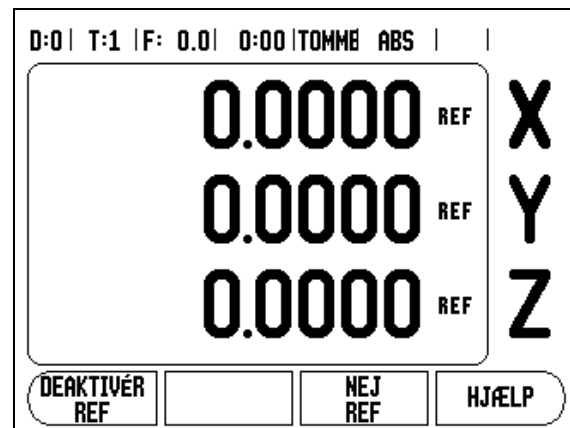 D:0 | T:1 | F: 0.0 | 0:00 | TOMME ABS | |
0.0000 REF X
0.0000 REF Y
0.0000 REF Z
DEAKTIVÉR
REF
NEJ
REF
HJÆLP